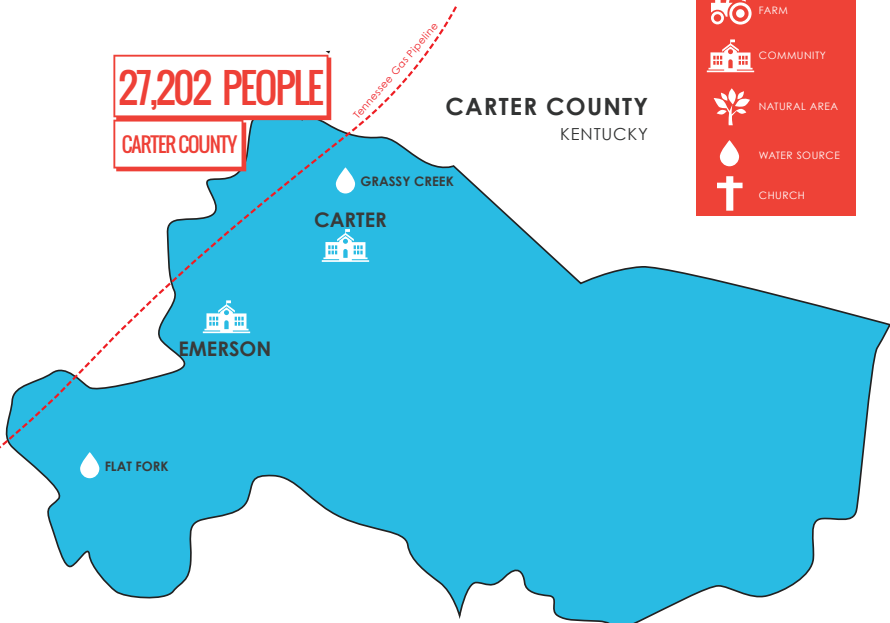 FARM
COMMUNITY
NATURAL AREA
WATER SOURCE
CHURCH
27,202 PEOPLE
CARTER COUNTY
Tennessee Gas Pipeline
CARTER COUNTY
KENTUCKY
GRASSY CREEK
CARTER
EMERSON
FLAT FORK